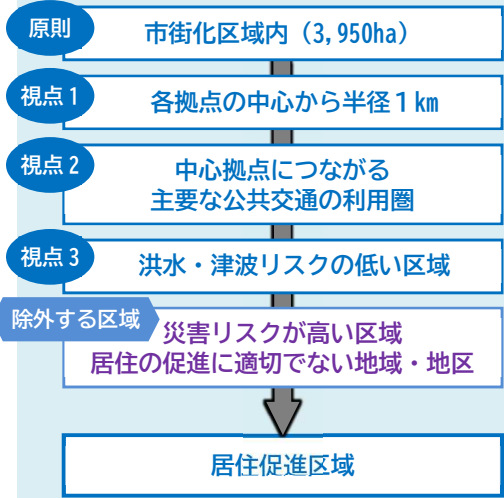 原則
市街化区域内（3,950ha）
視点1
各拠点の中心から半径１km
視点2
中心拠点につながる
主要な公共交通の利用圏
視点3
洪水・津波リスクの低い区域
除外する区域
災害リスクが高い区域
居住の促進に適切でない地域・地区
居住促進区域